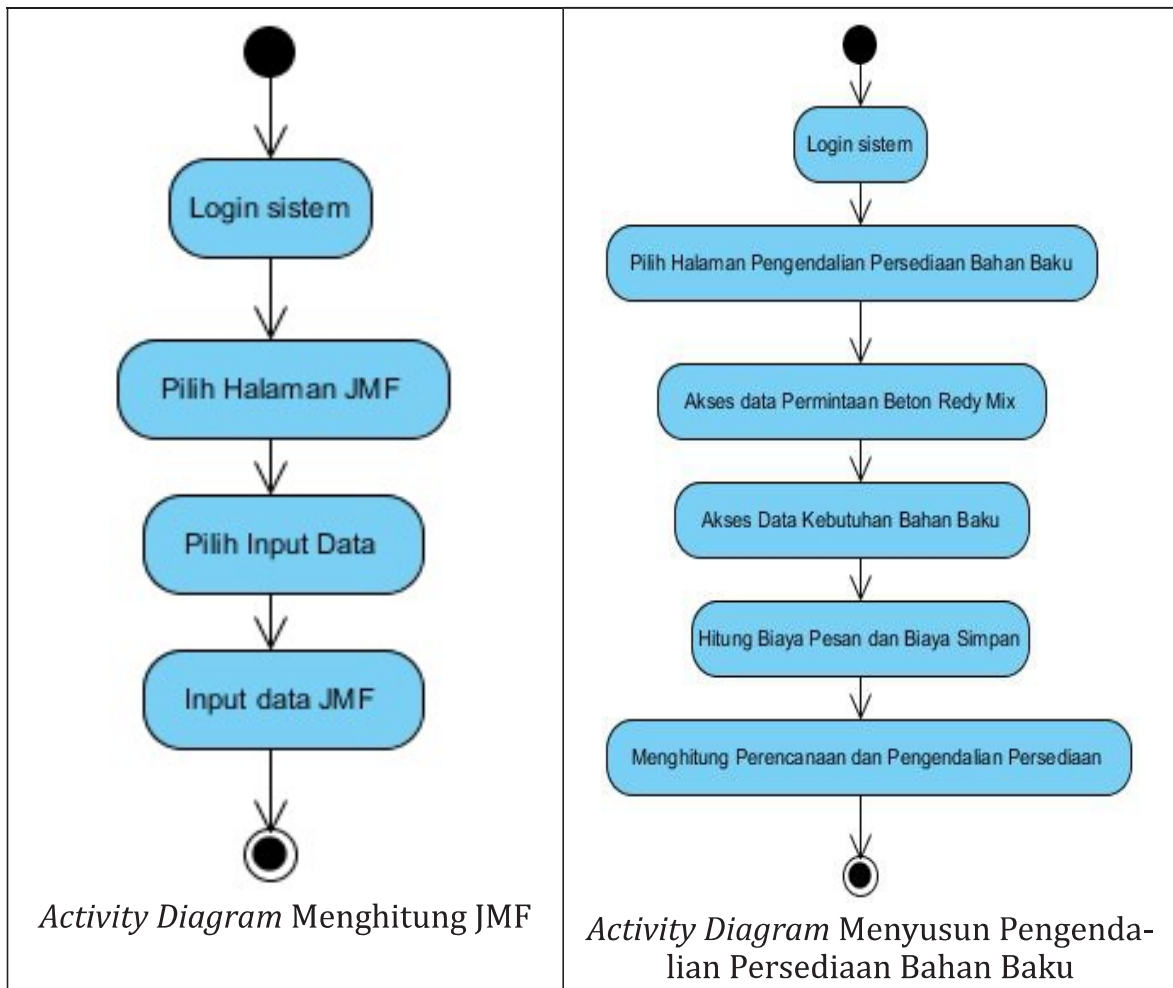 Login sistem
Pilih Halaman JMF
Pilih Input Data
Input data JMF
Activity Diagram Menghitung JMF
Login sistem
Pilih Halaman Pengendalian Persediaan Bahan Baku
Akses data Permintaan Beton Redy Mix
Akses Data Kebutuhan Bahan Baku
Hitung Biaya Pesan dan Biaya Simpan
Menghitung Perencanaan dan Pengendalian Persediaan
Activity Diagram Menyusun Pengenda-
lian Persediaan Bahan Baku